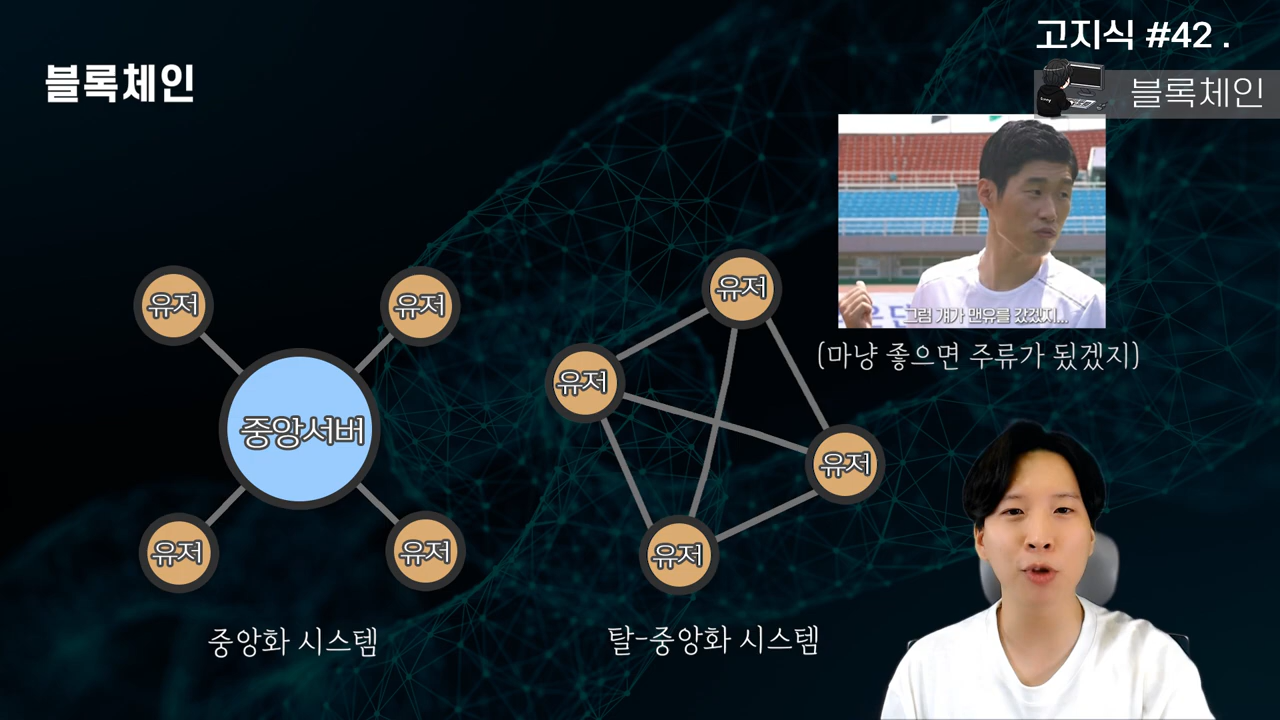 고지식 #42 .
블록체인
블록체인
그럼 걔가 맨유를 갔겠지...
(마냥 좋으면 주류가 됬겠지)
유저
유저
중앙서버
유저
유저
중앙화 시스템
유저
유저
유저
유저
탈-중앙화 시스템